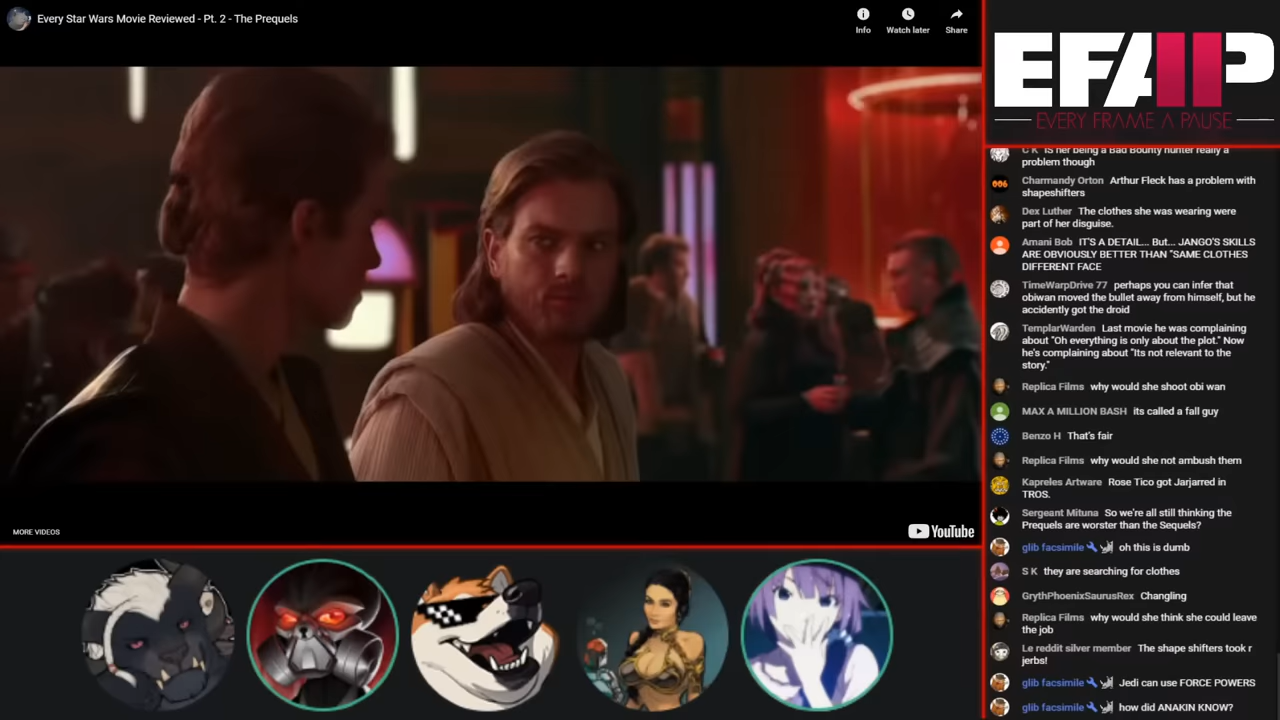 Every Star Wars Movie Reviewed - Pt. 2 - The Prequels
Info
Watch later
Share
EFAP
EVERY FRAME A PAUSE
C K IS her being a Bad Bounty hunter really a
problem though
Charmandy Orton Arthur Fleck has a problem with
shapeshifters
Dex Luther The clothes she was wearing were
part of her disguise.
Amani Bob IT'S A DETAIL... But... JANGO'S SKILLS
ARE OBVIOUSLY BETTER THAN "SAME CLOTHES
DIFFERENT FACE
TimeWarpDrive 77 perhaps you can infer that
obiwan moved the bullet away from himself, but he
accidently got the droid
TemplarWarden Last movie he was complaining
about "Oh everything is only about the plot." Now
he's complaining about "Its not relevant to the
story."
Replica Films why would she shoot obi wan
MAX A MILLION BASH its called a fall guy
Benzo H That's fair
Replica Films why would she not ambush them
Kapreles Artware Rose Tico got Jarjarred in
TROS.
Sergeant Mituna So we're all still thinking the
Prequels are worster than the Sequels?
glib facsimile oh this is dumb
S K they are searching for clothes
GrythPhoenixSaurusRex Changling
Replica Films why would she think she could leave
the job
Le reddit silver member The shape shifters took r
jerbs!
glib facsimile Jedi can use FORCE POWERS
glib facsimile how did ANAKIN KNOW?
MORE VIDEOS
YouTube